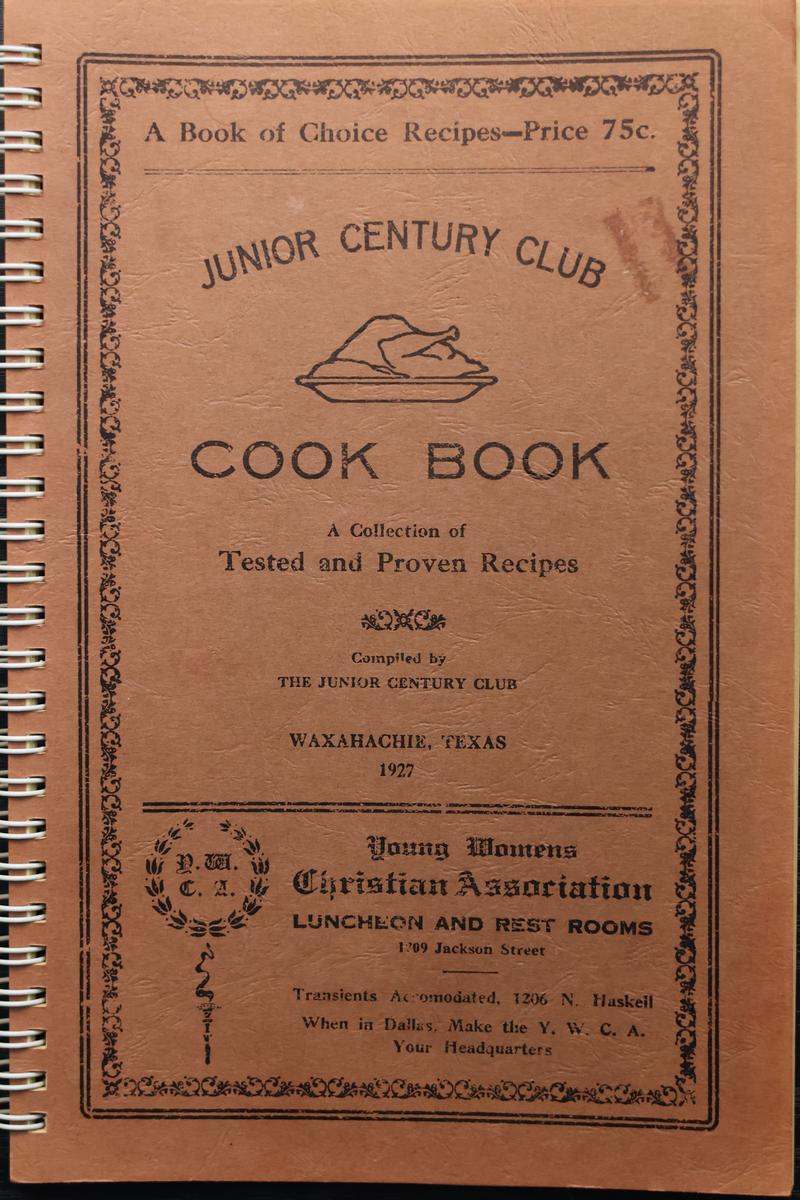 A Book of Choice Recipes—Price 75c.
JUNIOR CENTURY CLUB
COOK BOOK
A Collection of
Tested and Proven Recipes
Compiled by
THE JUNIOR CENTURY CLUB
WAXAHACHIE, TEXAS
1927
Y. W.
C. A.
Young Womens
Christian Association
LUNCHEON AND REST ROOMS
Jackson Street
Transients Accomodated, 1206 N. Haskell
When in Dallas, Make the Y. W. C. A.
Your Headquarters